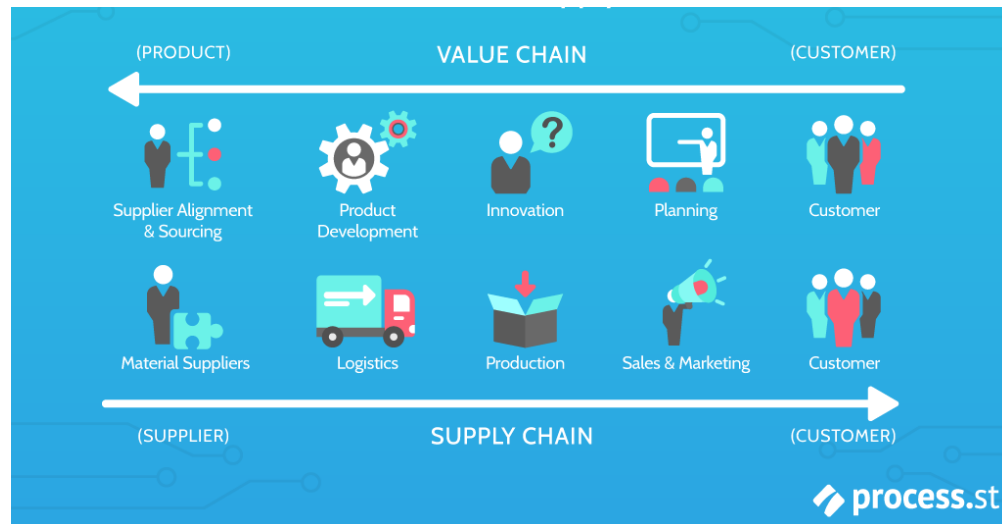 (PRODUCT) VALUE CHAIN (CUSTOMER)
?
Supplier Alignment
& Sourcing
Product
Development
Innovation
Planning
Customer
Material Suppliers
Logistics
Production
Sales & Marketing
Customer
(SUPPLIER) SUPPLY CHAIN (CUSTOMER)
process.st